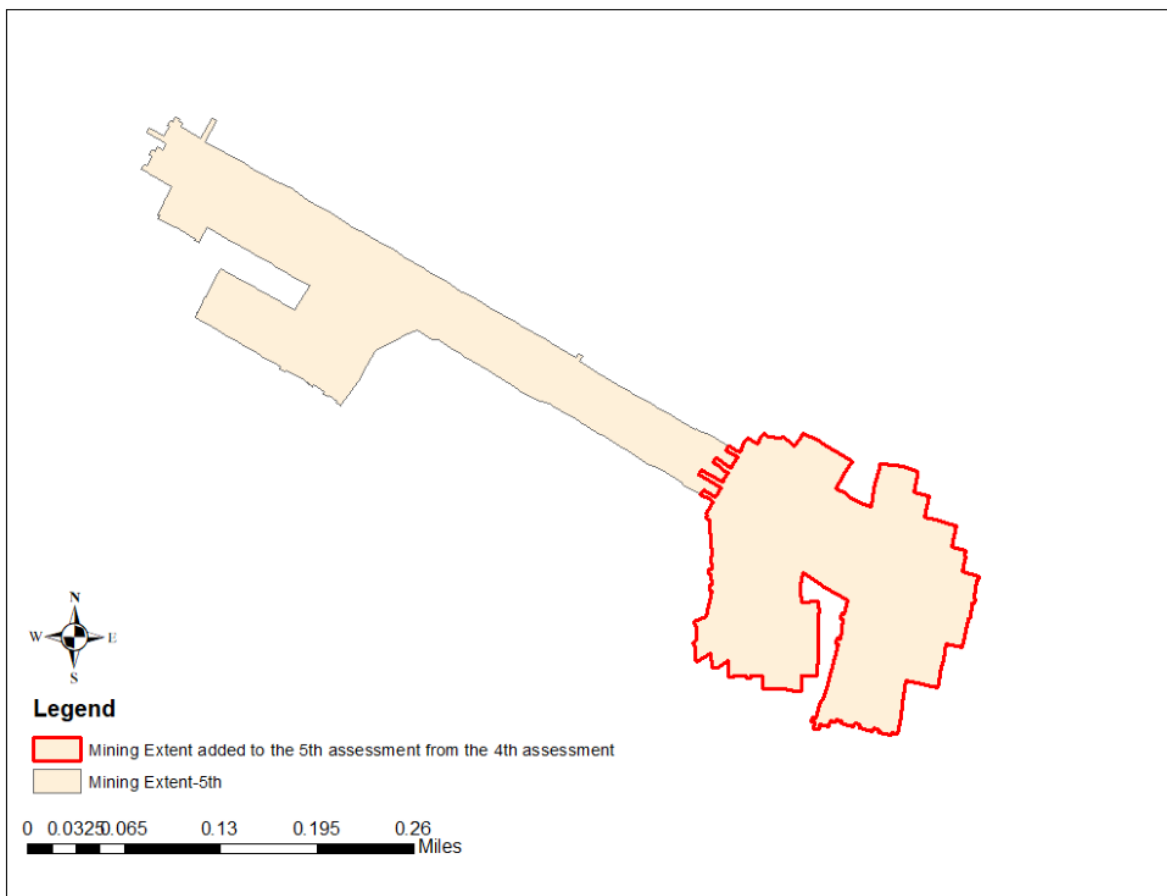 N
W E
S
Legend
Mining Extent added to the 5th assessment from the 4th assessment
Mining Extent-5th
0 0.0325 0.065 0.13 0.195 0.26
Miles